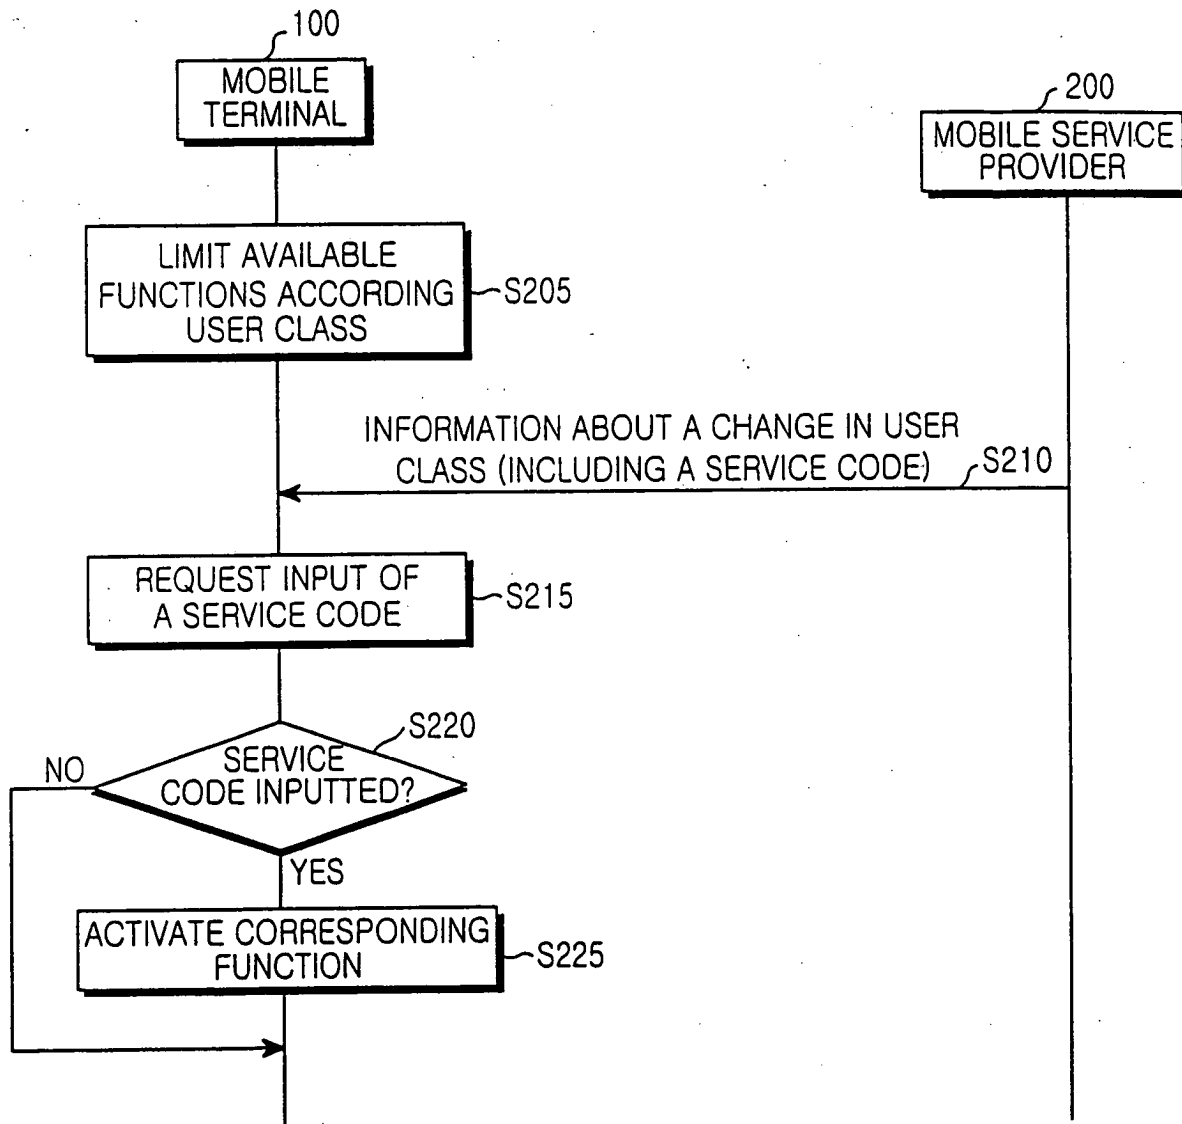 100
MOBILE
TERMINAL
200
MOBILE SERVICE
PROVIDER
LIMIT AVAILABLE
FUNCTIONS ACCORDING
USER CLASS
S205
INFORMATION ABOUT A CHANGE IN USER
CLASS (INCLUDING A SERVICE CODE)
S210
REQUEST INPUT OF
A SERVICE CODE
S215
S220
SERVICE
CODE INPUTTED?
NO
YES
ACTIVATE CORRESPONDING
FUNCTION
S225